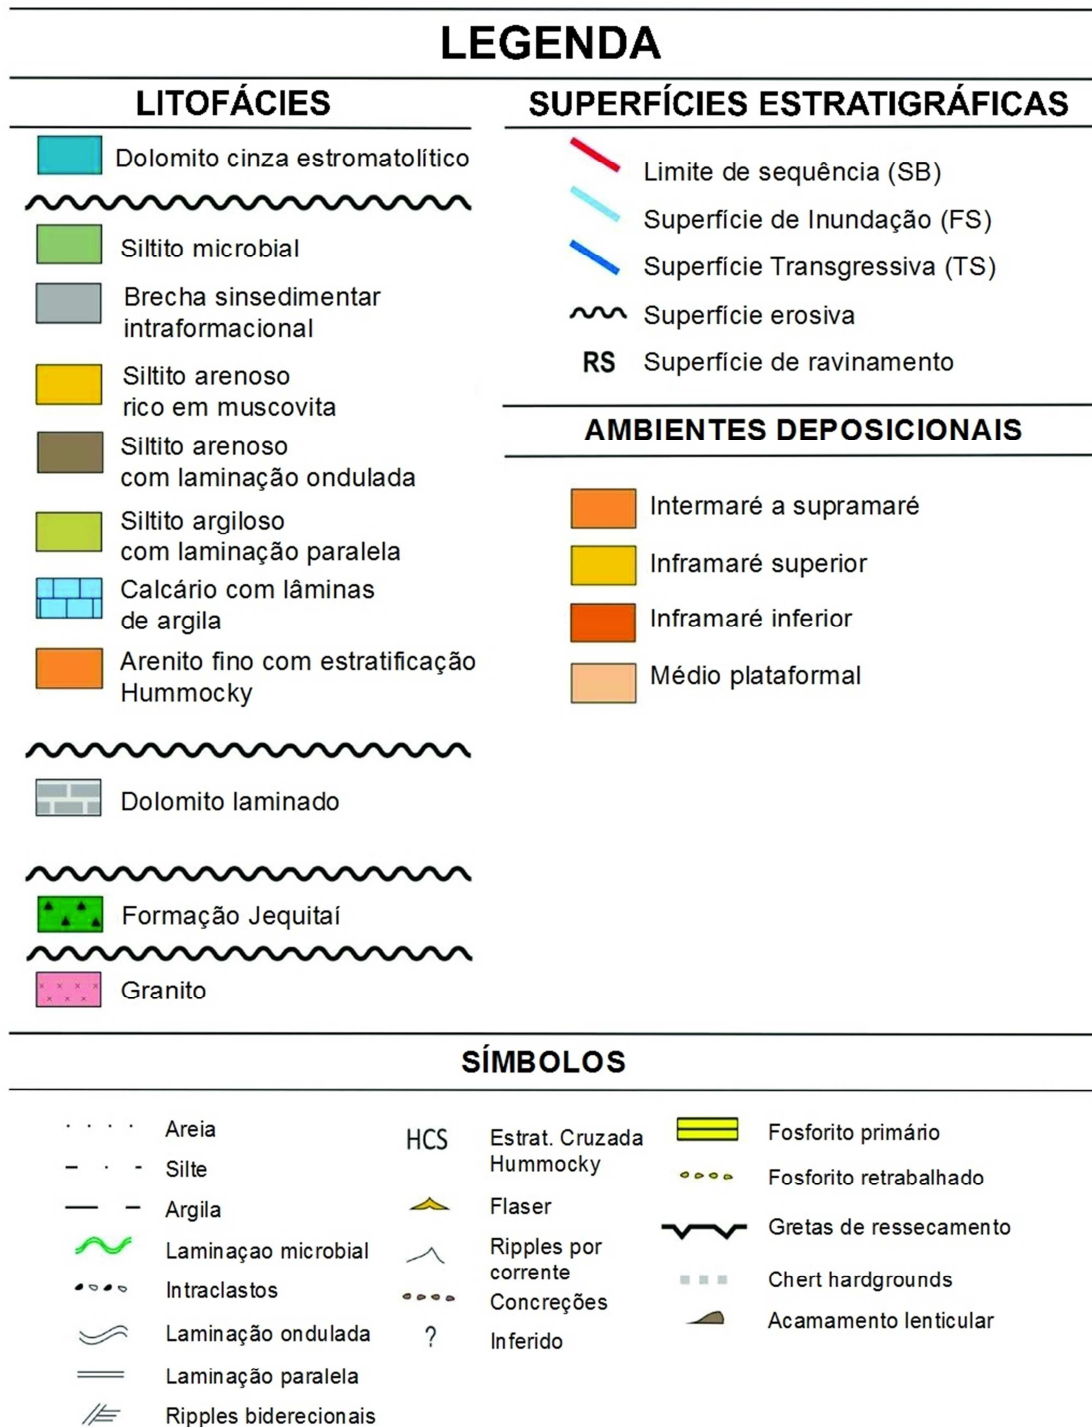 LEGENDA
LITOFÁCIES
Dolomito cinza estromatolítico
Siltito microbial
Brecha sinsedimentar
intraformacional
Siltito arenoso
rico em muscovita
Siltito arenoso
com laminação ondulada
Siltito argiloso
com laminação paralela
Calcário com lâminas
de argila
Arenito fino com estratificação
Hummocky
Dolomito laminado
Formação Jequitaí
Granito
SUPERFÍCIES ESTRATIGRÁFICAS
Limite de sequência (SB)
Superfície de Inundação (FS)
Superfície Transgressiva (TS)
Superfície erosiva
RS Superfície de ravinamento
AMBIENTES DEPOSICIONAIS
Intermaré a supramaré
Inframaré superior
Inframaré inferior
Médio plataformal
SÍMBOLOS
Areia
Silte
Argila
Laminaçao microbial
Intraclastos
Laminação ondulada
Laminação paralela
Ripples biderecionais
HCS Estrat. Cruzada
Hummocky
Flaser
Ripples por
corrente
Concreções
? Inferido
Fosforito primário
Fosforito retrabalhado
Gretas de ressecamento
Chert hardgrounds
Acamamento lenticular